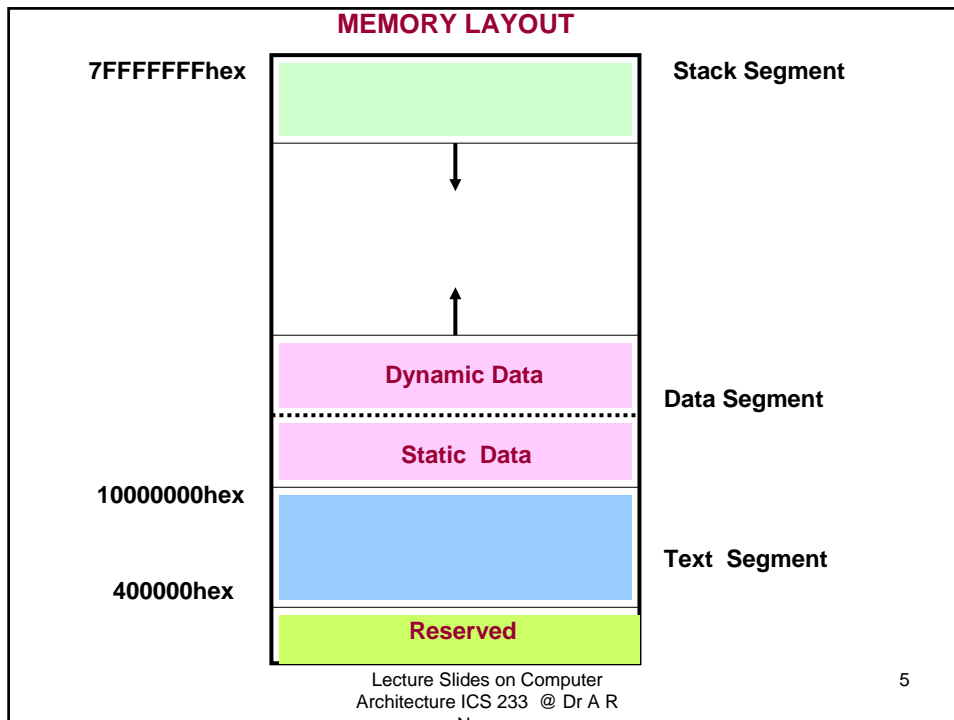 MEMORY LAYOUT
7FFFFFFFhex
Stack Segment
Dynamic Data
Data Segment
Static Data
10000000hex
Text Segment
400000hex
Reserved
Lecture Slides on Computer
Architecture ICS 233 @ Dr A R
5